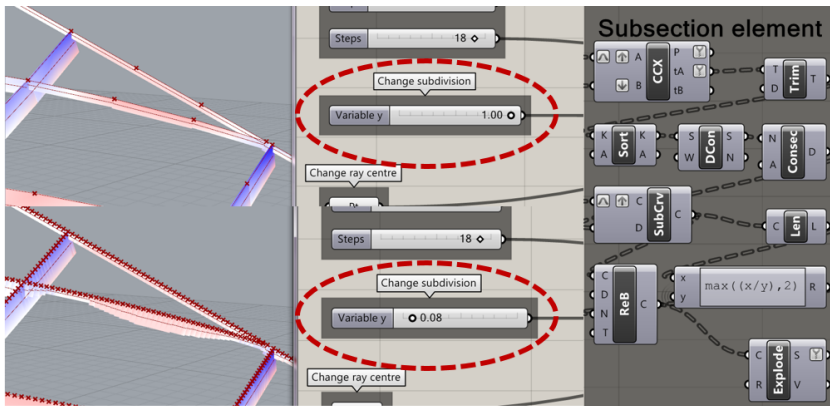 Subsection element
Steps 18
Change subdivision
Variable y 1.00
Change ray centre
Steps 18
Change subdivision
Variable y 0.08
Change ray centre
A B CCX P tA tB
T D Trim T
K A Sort K A
S W DCon S N
N A Consec D
C D SubCrv C
C Len L
C D N T ReB C
x y max((x/y),2) R
C R Explode S V